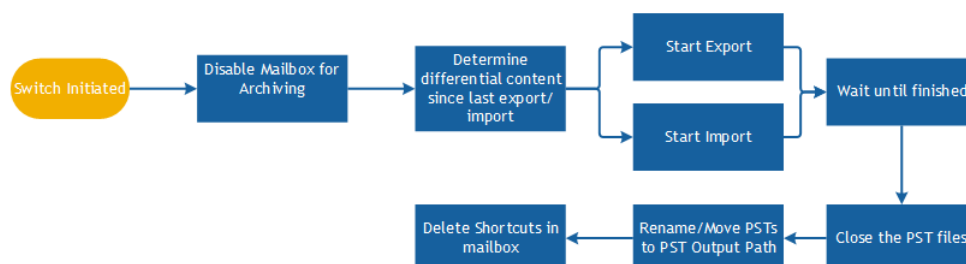 Switch Initiated
Disable Mailbox for
Archiving
Determine
differential content
since last export/
import
Start Export
Start Import
Wait until finished
Close the PST files
Rename/Move PSTs
to PST Output Path
Delete Shortcuts in
mailbox